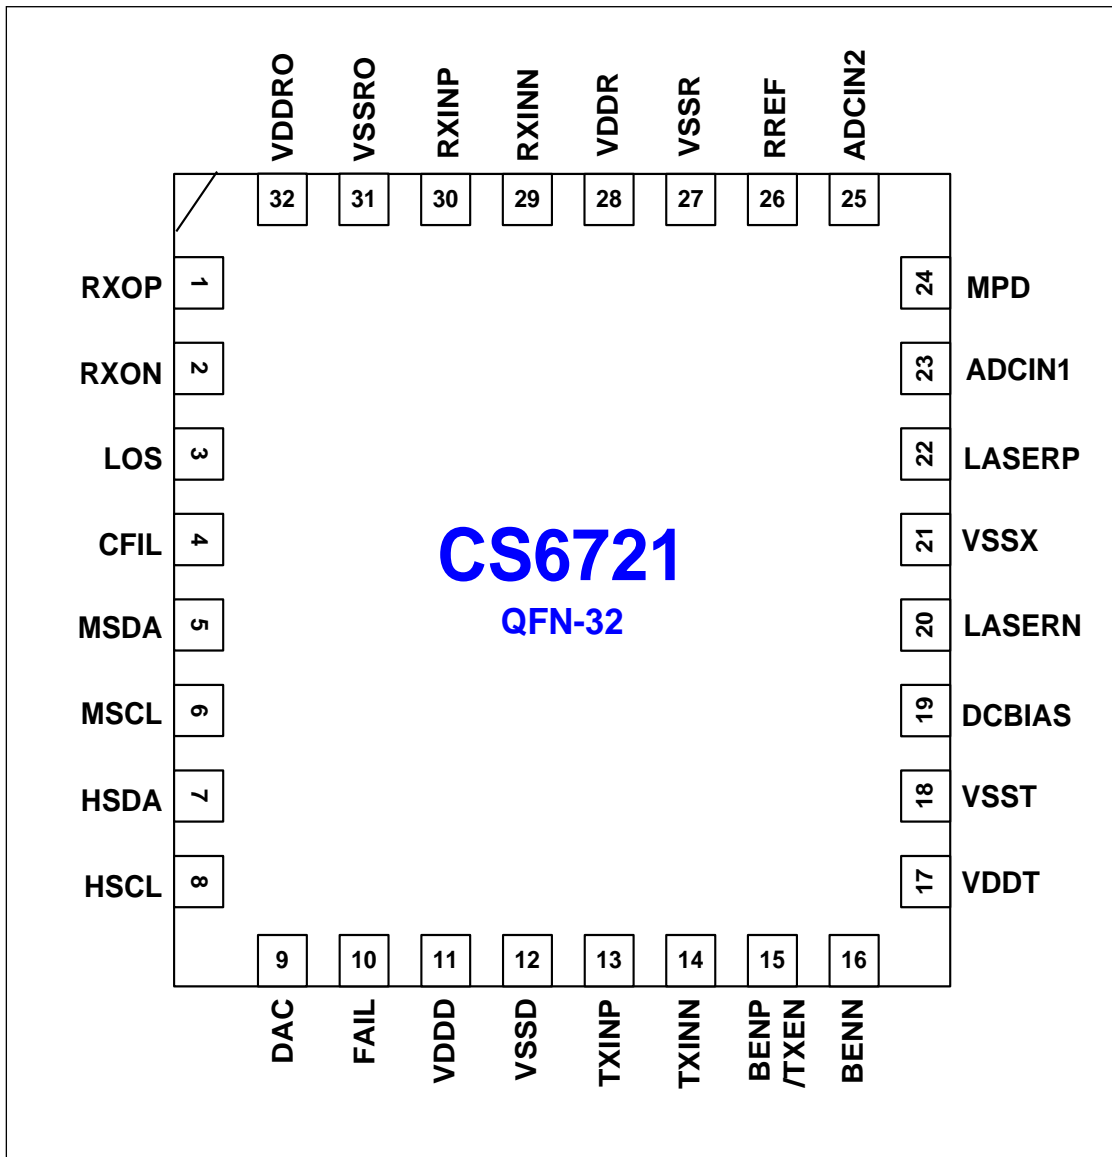 VDDRO
VSSRO
RXINP
RXINN
VDDR
VSSR
RREF
ADCIN2
32
31
30
29
28
27
26
25
RXOP
1
RXON
2
LOS
3
CFIL
4
MSDA
5
MSCL
6
HSDA
7
HSCL
8
CS6721
QFN-32
24
MPD
23
ADCIN1
22
LASERP
21
VSSX
20
LASERN
19
DCBIAS
18
VSST
17
VDDT
9
10
11
12
13
14
15
16
DAC
FAIL
VDDD
VSSD
TXINP
TXINN
BENP
/TXEN
BENN